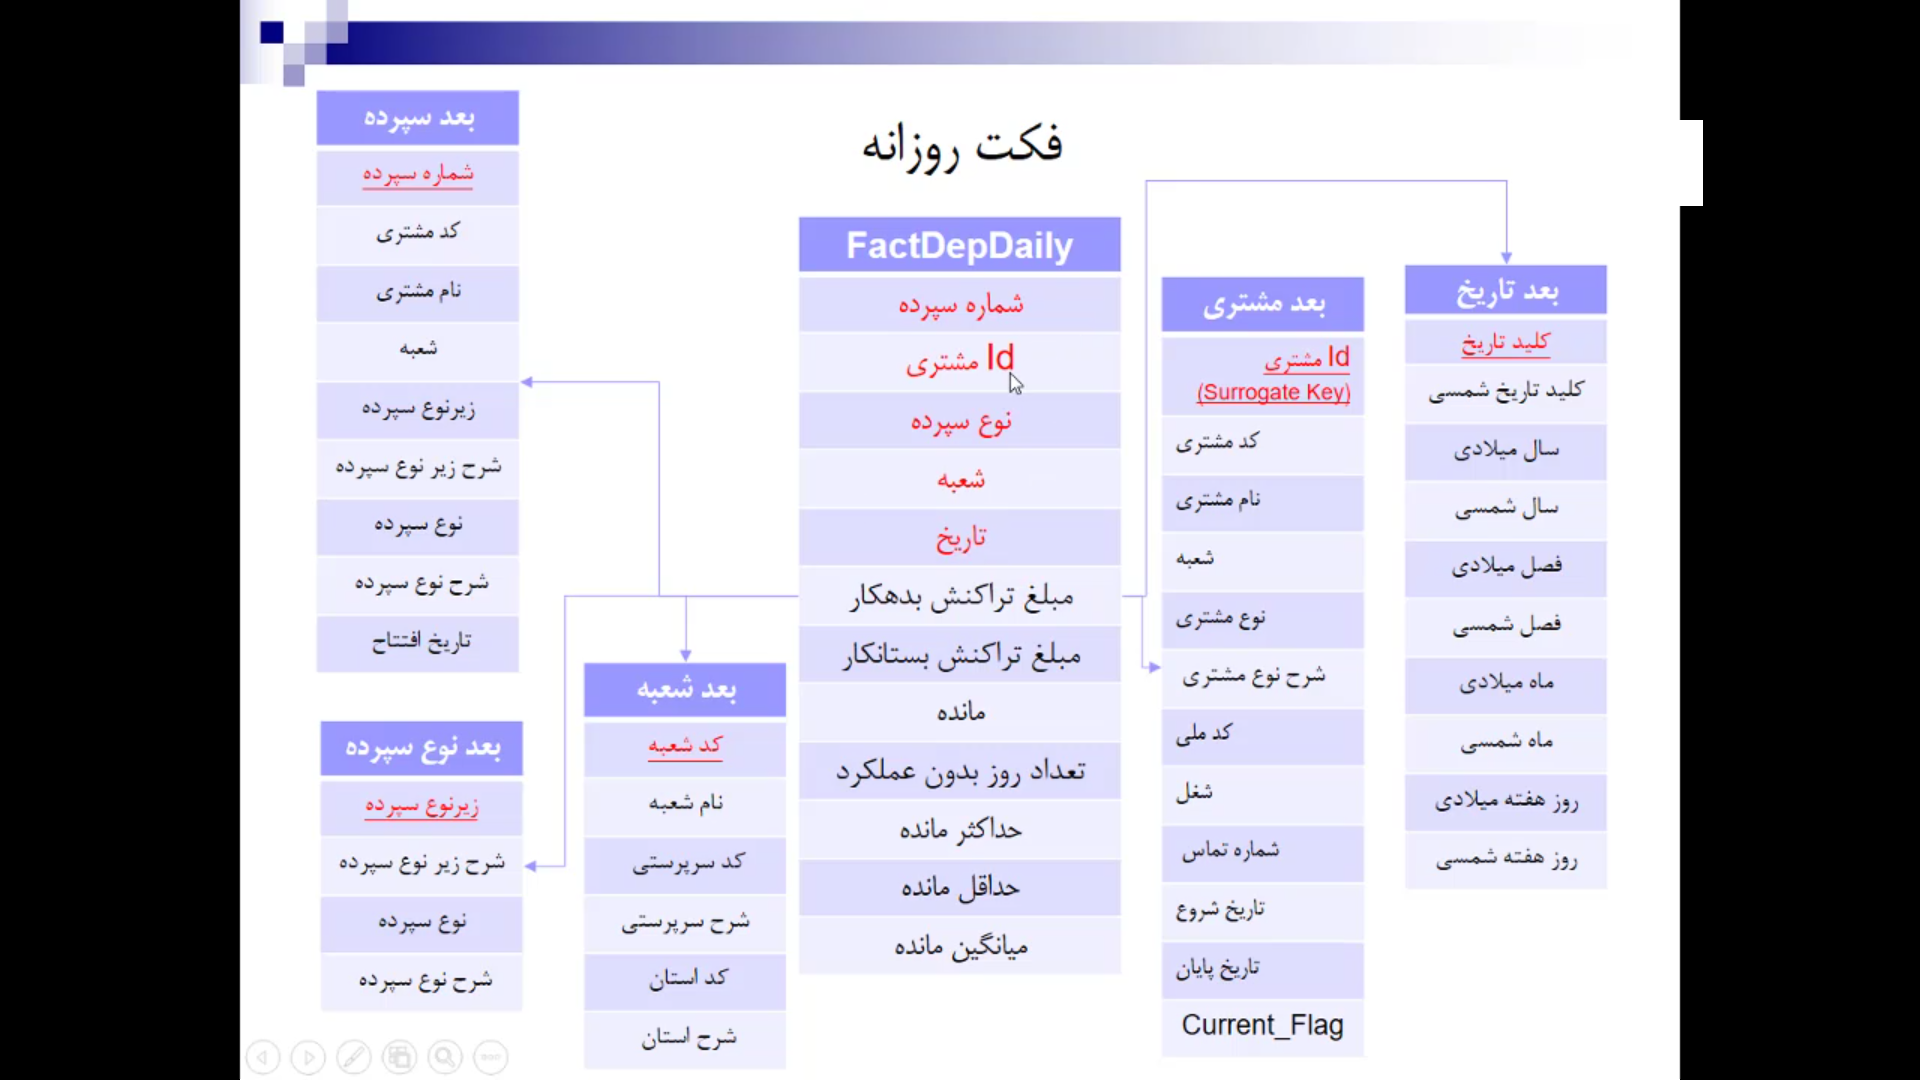 فکت روزانه
بعد سپرده
شماره سپرده
کد مشتری
نام مشتری
شعبه
زیرنوع سپرده
شرح زیر نوع سپرده
نوع سپرده
شرح نوع سپرده
تاریخ افتتاح
بعد نوع سپرده
زیرنوع سپرده
شرح زیر نوع سپرده
نوع سپرده
شرح نوع سپرده
بعد شعبه
کد شعبه
نام شعبه
کد سرپرستی
شرح سرپرستی
کد استان
شرح استان
FactDepDaily
شماره سپرده
Id مشتری
نوع سپرده
شعبه
تاریخ
مبلغ تراکنش بدهکار
مبلغ تراکنش بستانکار
مانده
تعداد روز بدون عملکرد
حداکثر مانده
حداقل مانده
میانگین مانده
بعد مشتری
Id مشتری
(Surrogate Key)
کد مشتری
نام مشتری
شعبه
نوع مشتری
شرح نوع مشتری
کد ملی
شغل
شماره تماس
تاریخ شروع
تاریخ پایان
Current_Flag
بعد تاریخ
کلید تاریخ
کلید تاریخ شمسی
سال میلادی
سال شمسی
فصل میلادی
فصل شمسی
ماه میلادی
ماه شمسی
روز هفته میلادی
روز هفته شمسی